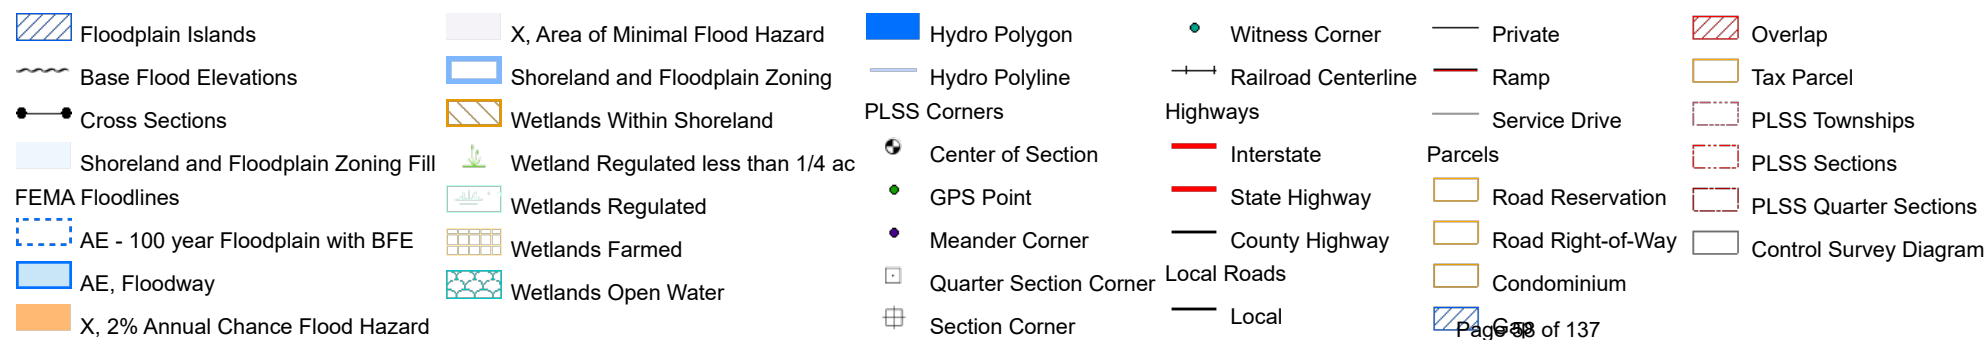 Floodplain Islands
Base Flood Elevations
Cross Sections
Shoreland and Floodplain Zoning Fill
FEMA Floodlines
AE - 100 year Floodplain with BFE
AE, Floodway
X, 2% Annual Chance Flood Hazard
X, Area of Minimal Flood Hazard
Shoreland and Floodplain Zoning
Wetlands Within Shoreland
Wetland Regulated less than 1/4 ac
Wetlands Regulated
Wetlands Farmed
Wetlands Open Water
Hydro Polygon
Hydro Polyline
PLSS Corners
Center of Section
GPS Point
Meander Corner
Quarter Section Corner
Section Corner
Witness Corner
Railroad Centerline
Highways
Interstate
State Highway
County Highway
Local Roads
Local
Private
Ramp
Service Drive
Parcels
Road Reservation
Road Right-of-Way
Condominium
Gap
Page 58 of 137
Overlap
Tax Parcel
PLSS Townships
PLSS Sections
PLSS Quarter Sections
Control Survey Diagram